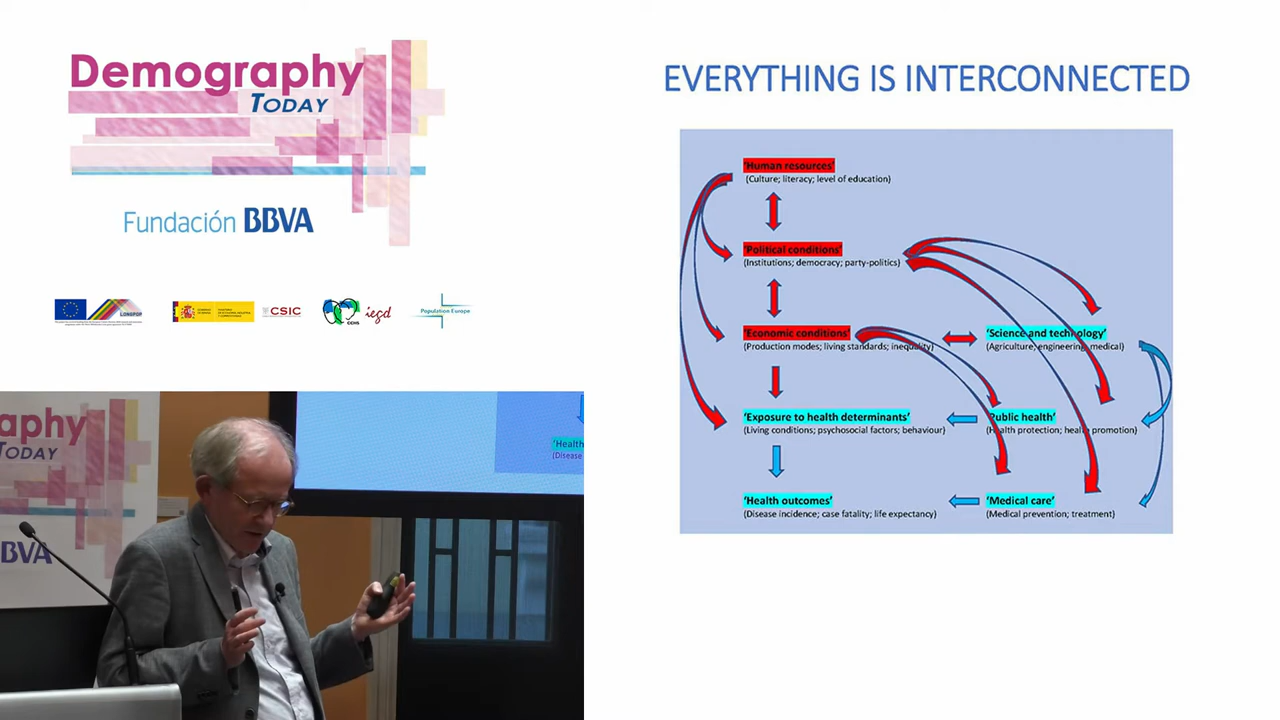 Demography
TODAY
Fundación BBVA
LONGPOP
CSIC
CCHS
iegd
Population Europe
EVERYTHING IS INTERCONNECTED
'Human resources'
(Culture; literacy; level of education)
'Political conditions'
(Institutions; democracy; party-politics)
'Economic conditions'
(Production modes; living standards; inequality)
'Science and technology'
(Agriculture; engineering; medical)
'Exposure to health determinants'
(Living conditions; psychosocial factors; behaviour)
'Public health'
(Health protection; health promotion)
'Health outcomes'
(Disease incidence; case fatality; life expectancy)
'Medical care'
(Medical prevention; treatment)
aphy
TODAY
BBVA
'Health
(Disease